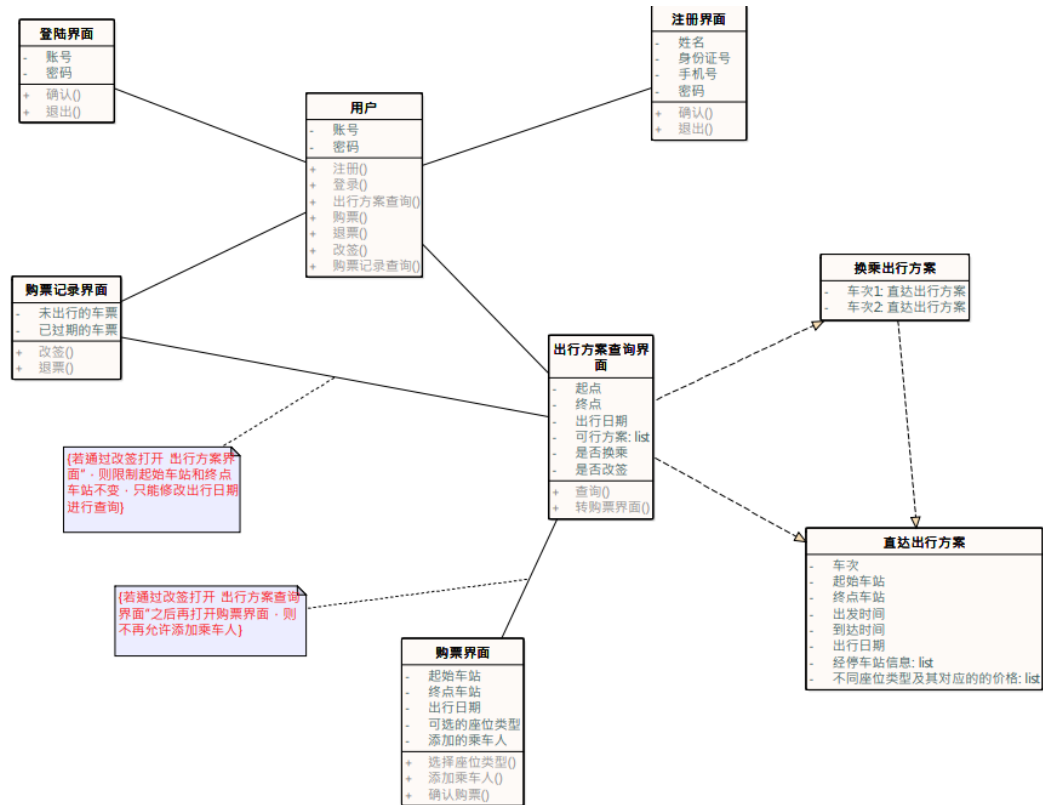 登陆界面
- 账号
- 密码
+ 确认()
+ 退出()
注册界面
- 姓名
- 身份证号
- 手机号
- 密码
+ 确认()
+ 退出()
用户
- 账号
- 密码
+ 注册()
+ 登录()
+ 出行方案查询()
+ 购票()
+ 退票()
+ 改签()
+ 购票记录查询()
购票记录界面
- 未出行的车票
- 已过期的车票
+ 改签()
+ 退票()
换乘出行方案
- 车次1: 直达出行方案
- 车次2: 直达出行方案
出行方案查询界
面
- 起点
- 终点
- 出行日期
- 可行方案: list
- 是否换乘
- 是否改签
+ 查询()
+ 转购票界面()
{若通过改签打开 出行方案界
面”，则限制起始车站和终点
车站不变，只能修改出行日期
进行查询}
直达出行方案
- 车次
- 起始车站
- 终点车站
- 出发时间
- 到达时间
- 出行日期
- 经停车站信息: list
- 不同座位类型及其对应的的价格: list
{若通过改签打开 出行方案查询
界面”之后再打开购票界面，则
不再允许添加乘车人}
购票界面
- 起始车站
- 终点车站
- 出行日期
- 可选的座位类型
- 添加的乘车人
+ 选择座位类型()
+ 添加乘车人()
+ 确认购票()